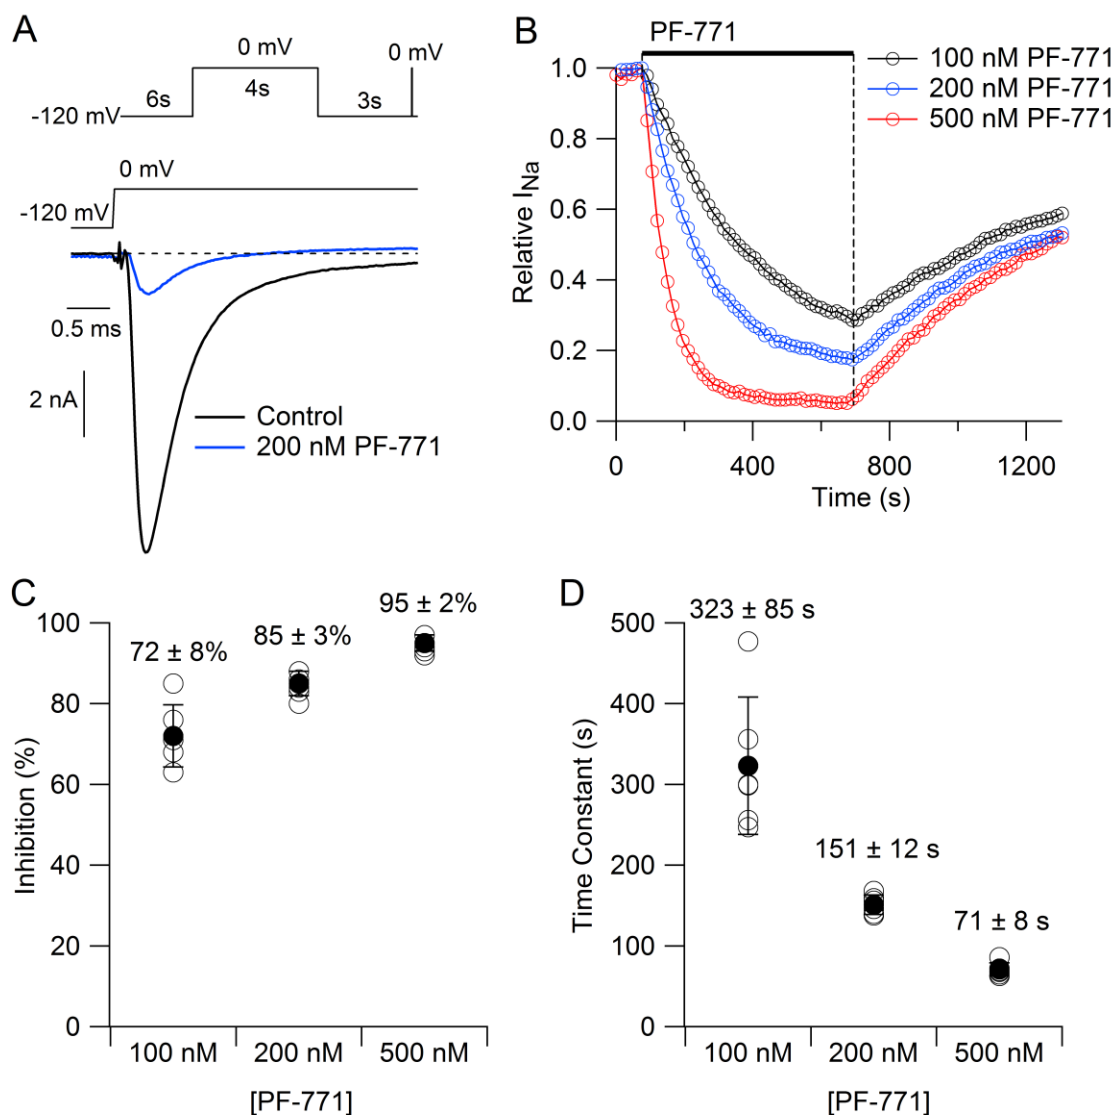 A
0 mV
0 mV
-120 mV
6s
4s
3s
0 mV
-120 mV
0.5 ms
2 nA
Control
200 nM PF-771
B
PF-771
100 nM PF-771
200 nM PF-771
500 nM PF-771
Relative INa
1.0
0.8
0.6
0.4
0.2
0.0
0
400
800
1200
Time (s)
C
Inhibition (%)
100
80
60
40
20
0
72 ± 8%
85 ± 3%
95 ± 2%
100 nM
200 nM
500 nM
[PF-771]
D
Time Constant (s)
500
400
300
200
100
0
323 ± 85 s
151 ± 12 s
71 ± 8 s
100 nM
200 nM
500 nM
[PF-771]